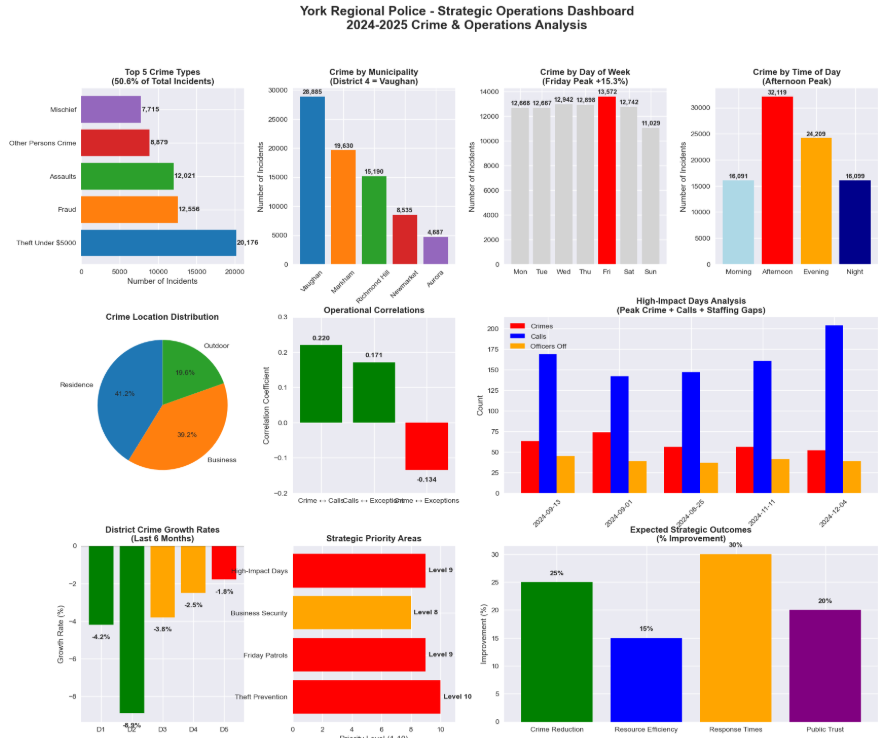 York Regional Police - Strategic Operations Dashboard
2024-2025 Crime & Operations Analysis
Top 5 Crime Types
(50.6% of Total Incidents)
Mischief
7,715
Other Persons Crime
8,879
Assaults
12,021
Fraud
12,556
Theft Under $5000
20,176
0 5000 10000 15000 20000
Number of Incidents
Crime by Municipality
(District 4 = Vaughan)
Number of Incidents
30000
25000
20000
15000
10000
5000
0
28,885
19,630
15,190
8,535
4,687
Vaughan
Markham
Richmond Hill
Newmarket
Aurora
Crime by Day of Week
(Friday Peak +15.3%)
Number of Incidents
14000
12000
10000
8000
6000
4000
2000
0
12,668 12,667 12,942 12,898 13,572 12,742 11,029
Mon Tue Wed Thu Fri Sat Sun
Crime by Time of Day
(Afternoon Peak)
Number of Incidents
30000
25000
20000
15000
10000
5000
0
16,091
32,119
24,209
16,099
Morning Afternoon Evening Night
Crime Location Distribution
Outdoor
19.6%
Residence
41.2%
39.2%
Business
Operational Correlations
Correlation Coefficient
0.3
0.2
0.1
0.0
−0.1
−0.2
0.220
0.171
-0.134
Crime ↔ Calls
Calls ↔ Exceptions
Crime ↔ Exceptions
High-Impact Days Analysis
(Peak Crime + Calls + Staffing Gaps)
Crimes
Calls
Officers Off
Count
200
175
150
125
100
75
50
25
0
2024-09-13
2024-09-01
2024-08-25
2024-11-11
2024-12-04
District Crime Growth Rates
(Last 6 Months)
Growth Rate (%)
0
−2
−4
−6
−8
-4.2%
-8.9%
-3.8%
-2.5%
-1.8%
D1 D2 D3 D4 D5
Strategic Priority Areas
High-Impact Days
Level 9
Business Security
Level 8
Friday Patrols
Level 9
Theft Prevention
Level 10
0 2 4 6 8 10
Priority Level (1-10)
Expected Strategic Outcomes
(% Improvement)
Improvement (%)
30
25
20
15
10
5
0
25%
15%
30%
20%
Crime Reduction Resource Efficiency Response Times Public Trust